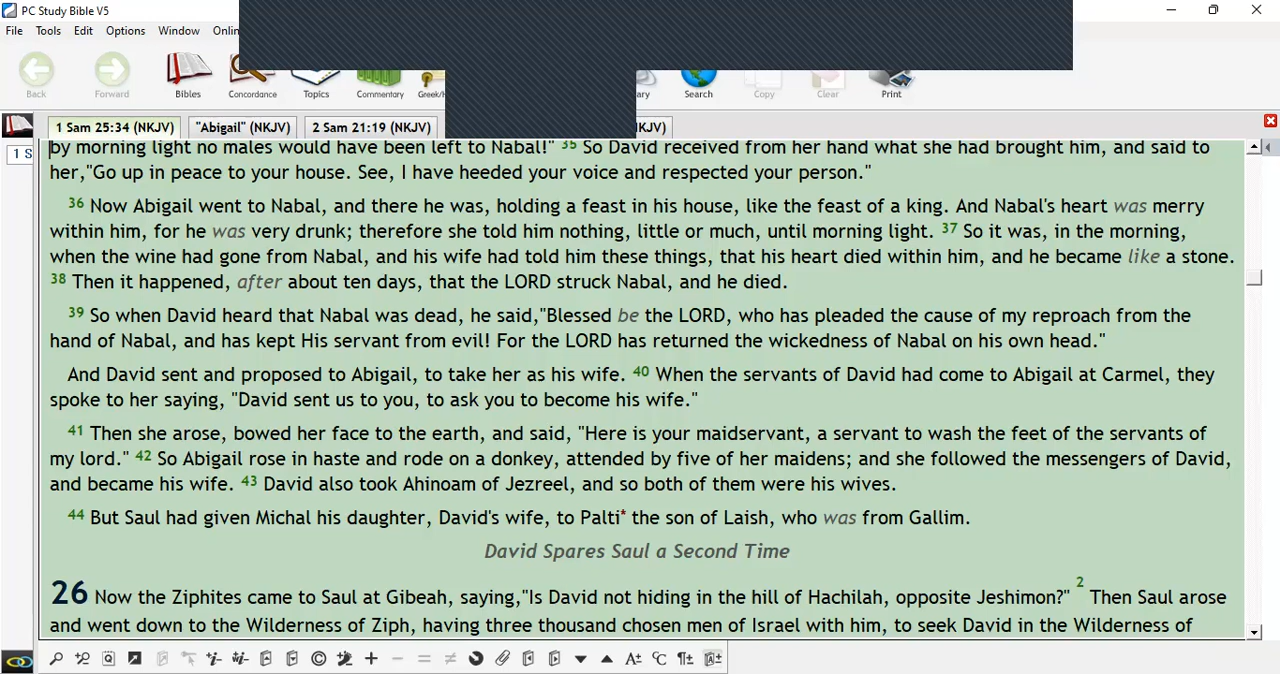 PC Study Bible V5
File Tools Edit Options Window Onlin
Back Forward Bibles Concordance Topics Commentary Greek/H ary Search Copy Clear Print
1 Sam 25:34 (NKJV) "Abigail" (NKJV) 2 Sam 21:19 (NKJV) KJV)
1 S
by morning light no males would have been left to Nabal!" 35 So David received from her hand what she had brought him, and said to
her,"Go up in peace to your house. See, I have heeded your voice and respected your person."
36 Now Abigail went to Nabal, and there he was, holding a feast in his house, like the feast of a king. And Nabal's heart was merry
within him, for he was very drunk; therefore she told him nothing, little or much, until morning light. 37 So it was, in the morning,
when the wine had gone from Nabal, and his wife had told him these things, that his heart died within him, and he became like a stone.
38 Then it happened, after about ten days, that the LORD struck Nabal, and he died.
39 So when David heard that Nabal was dead, he said,"Blessed be the LORD, who has pleaded the cause of my reproach from the
hand of Nabal, and has kept His servant from evil! For the LORD has returned the wickedness of Nabal on his own head."
And David sent and proposed to Abigail, to take her as his wife. 40 When the servants of David had come to Abigail at Carmel, they
spoke to her saying, "David sent us to you, to ask you to become his wife."
41 Then she arose, bowed her face to the earth, and said, "Here is your maidservant, a servant to wash the feet of the servants of
my lord." 42 So Abigail rose in haste and rode on a donkey, attended by five of her maidens; and she followed the messengers of David,
and became his wife. 43 David also took Ahinoam of Jezreel, and so both of them were his wives.
44 But Saul had given Michal his daughter, David's wife, to Palti* the son of Laish, who was from Gallim.
David Spares Saul a Second Time
26 Now the Ziphites came to Saul at Gibeah, saying,"Is David not hiding in the hill of Hachilah, opposite Jeshimon?" 2 Then Saul arose
and went down to the Wilderness of Ziph, having three thousand chosen men of Israel with him, to seek David in the Wilderness of